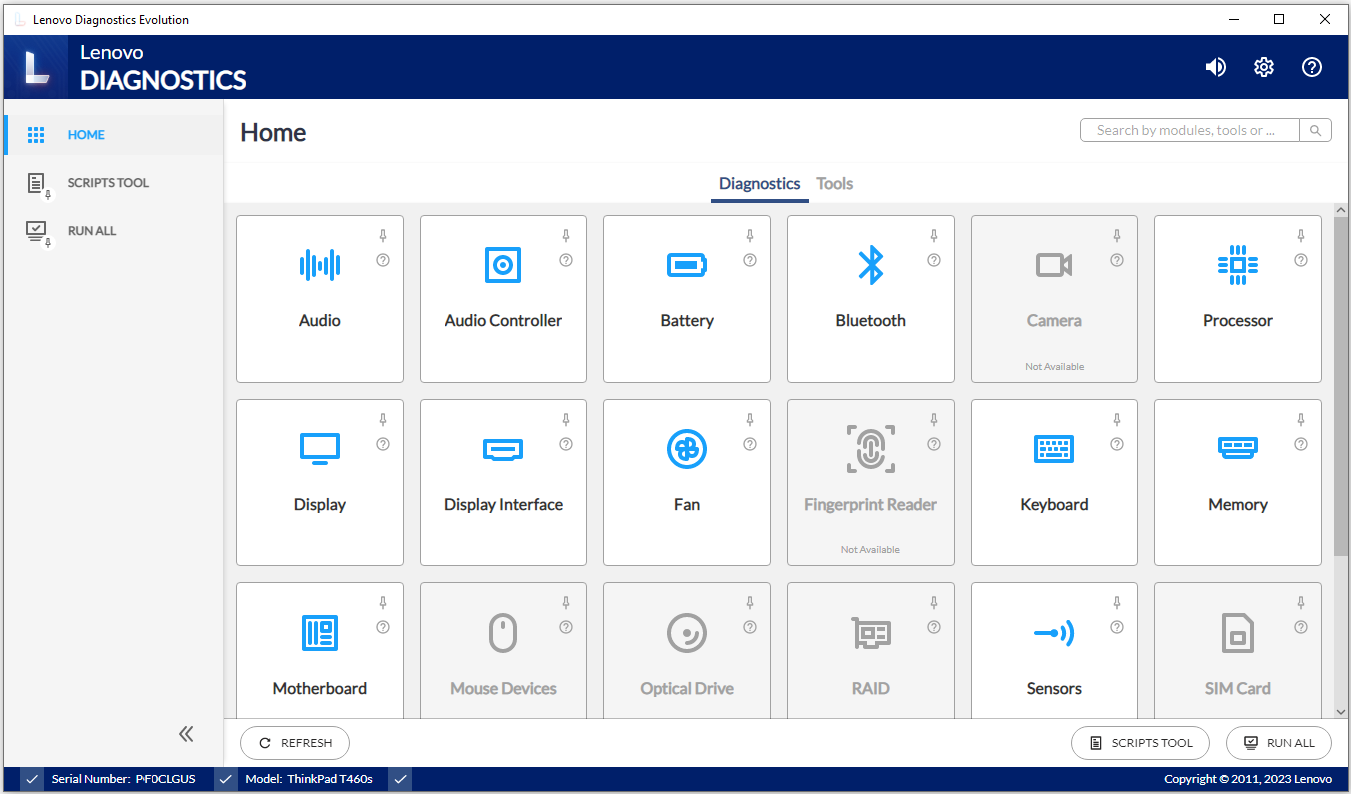 Lenovo Diagnostics Evolution
Lenovo
DIAGNOSTICS
HOME
SCRIPTS TOOL
RUN ALL
Home
Search by modules, tools or ...
Diagnostics Tools
Audio Audio Controller Battery Bluetooth Camera Processor
Not Available
Display Display Interface Fan Fingerprint Reader Keyboard Memory
Not Available
Motherboard Mouse Devices Optical Drive RAID Sensors SIM Card
REFRESH SCRIPTS TOOL RUN ALL
Serial Number: PF0CLGUS Model: ThinkPad T460s Copyright © 2011, 2023 Lenovo